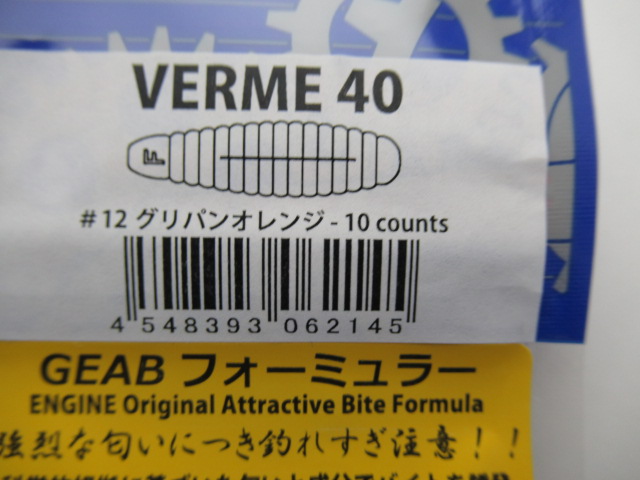 VERME 40
#12 グリパンオレンジ - 10 counts
4 548393 062145
GEAB フォーミュラー
ENGINE Original Attractive Bite Formula
強烈な匂いにつき釣れすぎ注意！！